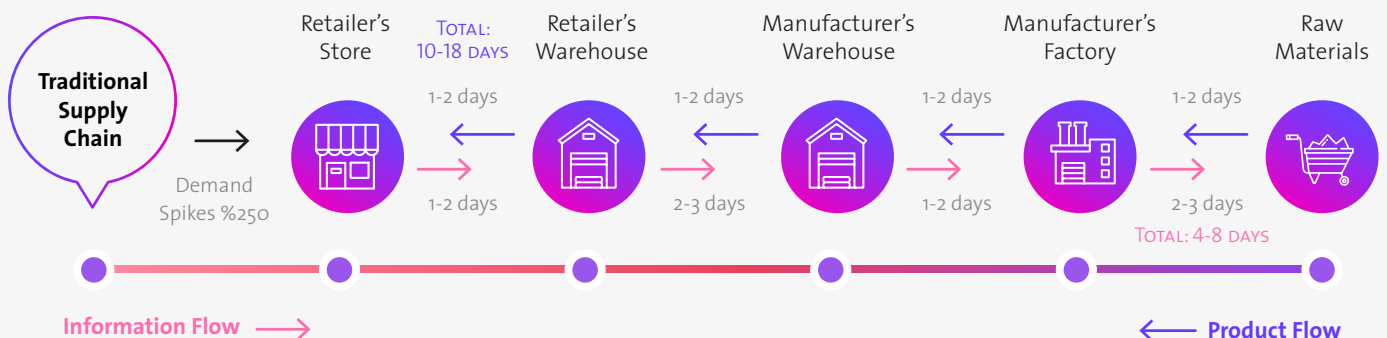 Traditional
Supply
Chain
Demand
Spikes %250
Retailer's
Store
TOTAL:
10-18 DAYS
Retailer's
Warehouse
Manufacturer's
Warehouse
Manufacturer's
Factory
Raw
Materials
1-2 days
1-2 days
1-2 days
1-2 days
1-2 days
2-3 days
1-2 days
2-3 days
TOTAL: 4-8 DAYS
Information Flow
Product Flow